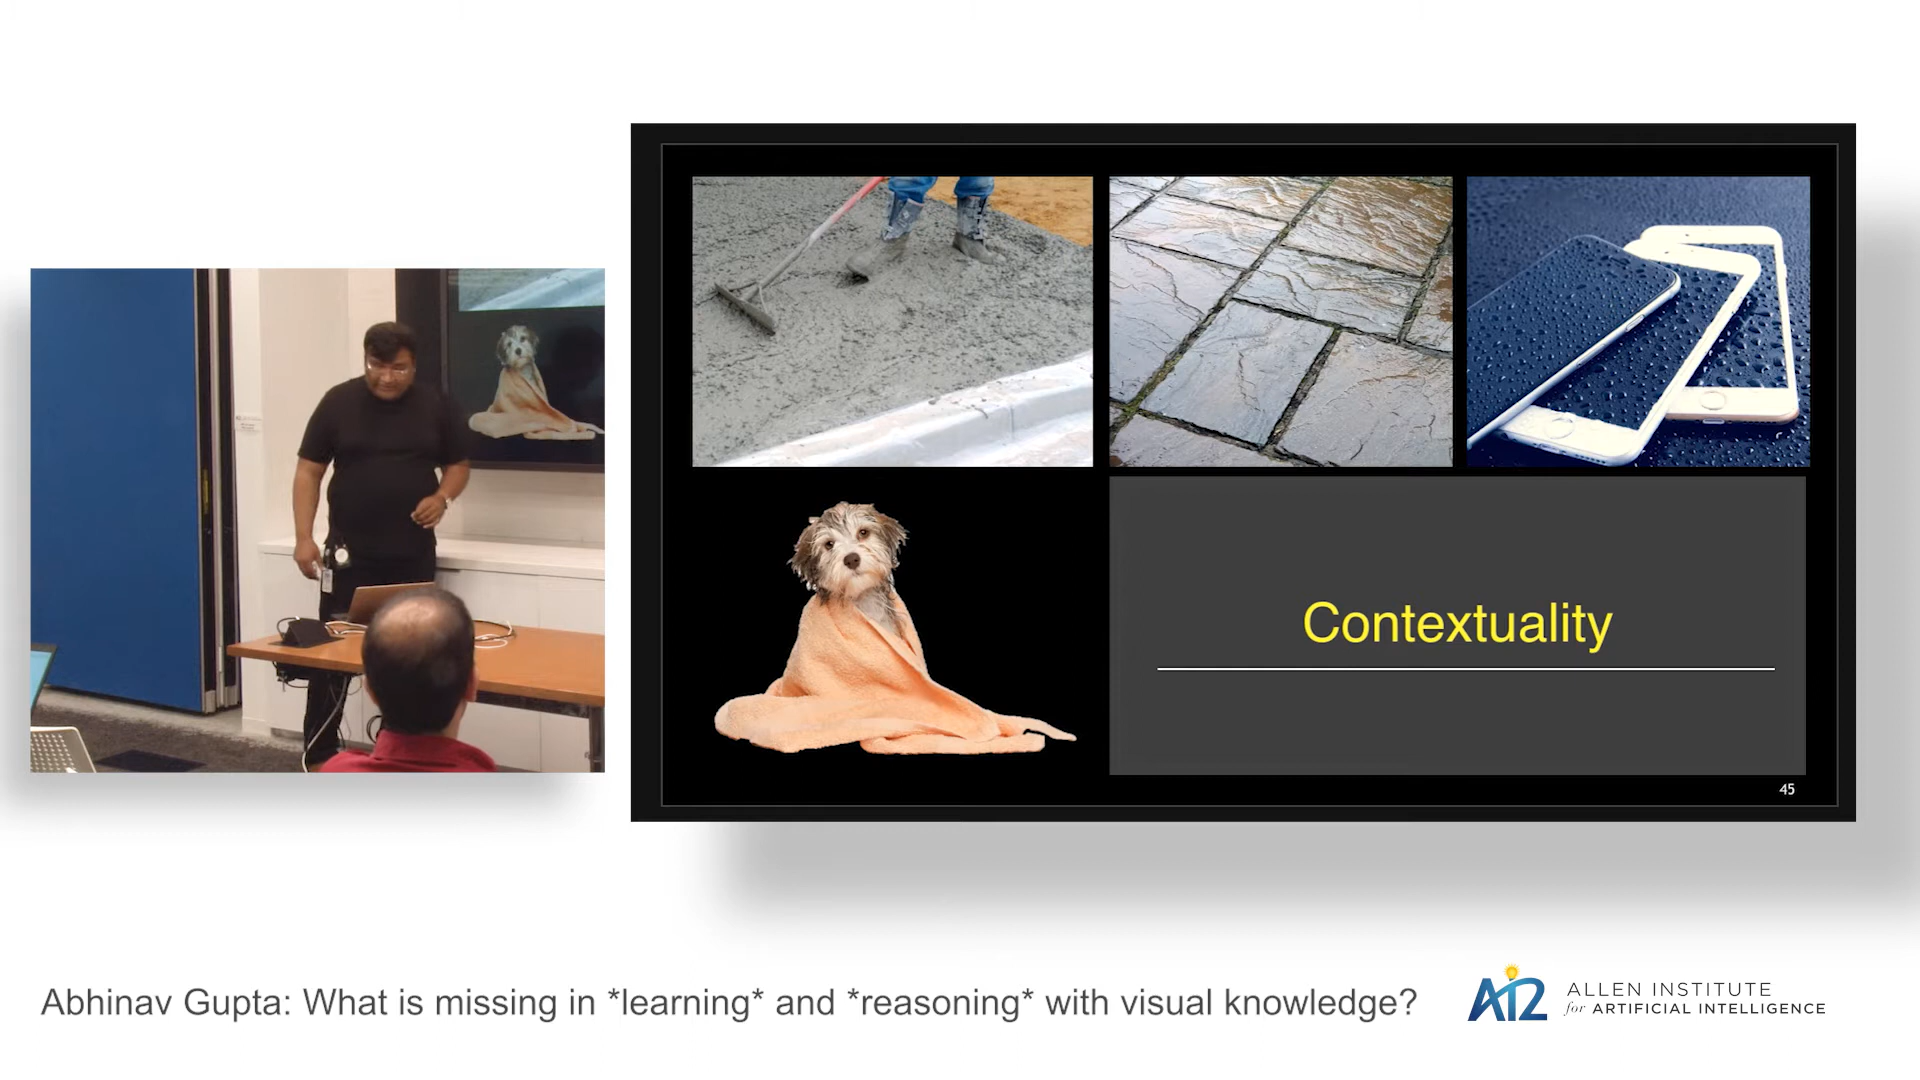 Contextuality
45
Abhinav Gupta: What is missing in *learning* and *reasoning* with visual knowledge?
AI2
ALLEN INSTITUTE
for ARTIFICIAL INTELLIGENCE